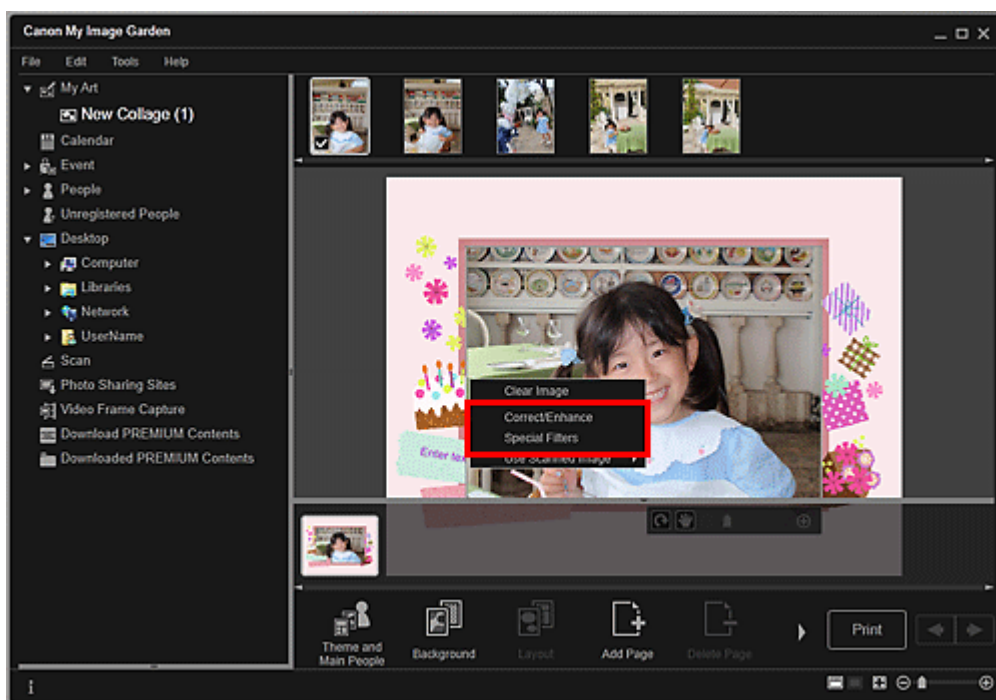 Canon My Image Garden
File Edit Tools Help
My Art
New Collage (1)
Calendar
Event
People
Unregistered People
Desktop
Computer
Libraries
Network
UserName
Scan
Photo Sharing Sites
Video Frame Capture
Download PREMIUM Contents
Downloaded PREMIUM Contents
Clear Image
Correct/Enhance
Special Filters
Use Scanned Image
Enter
Theme and
Main People
Background
Layout
Add Page
Delete Page
Print